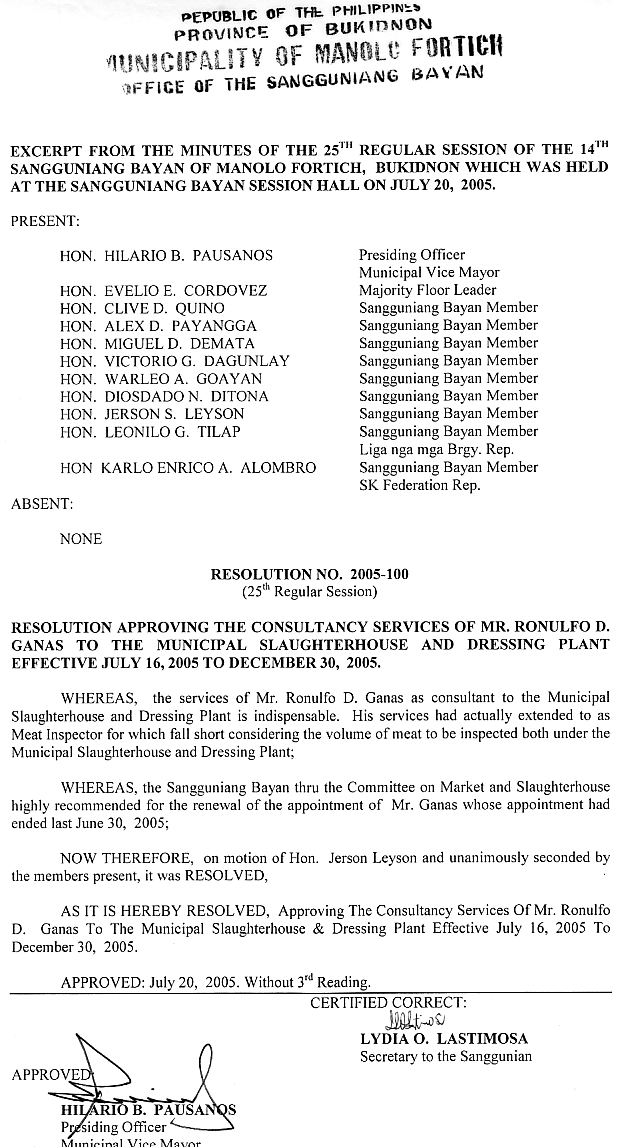 REPUBLIC OF THE PHILIPPINES
PROVINCE OF BUKIDNON
MUNICIPALITY OF MANOLO FORTICH
OFFICE OF THE SANGGUNIANG BAYAN
EXCERPT FROM THE MINUTES OF THE 25TH REGULAR SESSION OF THE 14TH
SANGGUNIANG BAYAN OF MANOLO FORTICH, BUKIDNON WHICH WAS HELD
AT THE SANGGUNIANG BAYAN SESSION HALL ON JULY 20, 2005.
PRESENT:
HON. HILARIO B. PAUSANOS Presiding Officer
Municipal Vice Mayor
HON. EVELIO E. CORDOVEZ Majority Floor Leader
HON. CLIVE D. QUINO Sangguniang Bayan Member
HON. ALEX D. PAYANGGA Sangguniang Bayan Member
HON. MIGUEL D. DEMATA Sangguniang Bayan Member
HON. VICTORIO G. DAGUNLAY Sangguniang Bayan Member
HON. WARLEO A. GOAYAN Sangguniang Bayan Member
HON. DIOSDADO N. DITONA Sangguniang Bayan Member
HON. JERSON S. LEYSON Sangguniang Bayan Member
HON. LEONILO G. TILAP Sangguniang Bayan Member
Liga nga mga Brgy. Rep.
HON KARLO ENRICO A. ALOMBRO Sangguniang Bayan Member
SK Federation Rep.
ABSENT:
NONE
RESOLUTION NO. 2005-100
(25th Regular Session)
RESOLUTION APPROVING THE CONSULTANCY SERVICES OF MR. RONULFO D.
GANAS TO THE MUNICIPAL SLAUGHTERHOUSE AND DRESSING PLANT
EFFECTIVE JULY 16, 2005 TO DECEMBER 30, 2005.
WHEREAS, the services of Mr. Ronulfo D. Ganas as consultant to the Municipal
Slaughterhouse and Dressing Plant is indispensable. His services had actually extended to as
Meat Inspector for which fall short considering the volume of meat to be inspected both under the
Municipal Slaughterhouse and Dressing Plant;
WHEREAS, the Sangguniang Bayan thru the Committee on Market and Slaughterhouse
highly recommended for the renewal of the appointment of Mr. Ganas whose appointment had
ended last June 30, 2005;
NOW THEREFORE, on motion of Hon. Jerson Leyson and unanimously seconded by
the members present, it was RESOLVED,
AS IT IS HEREBY RESOLVED, Approving The Consultancy Services Of Mr. Ronulfo
D. Ganas To The Municipal Slaughterhouse & Dressing Plant Effective July 16, 2005 To
December 30, 2005.
APPROVED: July 20, 2005. Without 3rd Reading.
CERTIFIED CORRECT:
LYDIA O. LASTIMOSA
Secretary to the Sanggunian
APPROVED:
HILARIO B. PAUSANOS
Presiding Officer
Municipal Vice Mayor